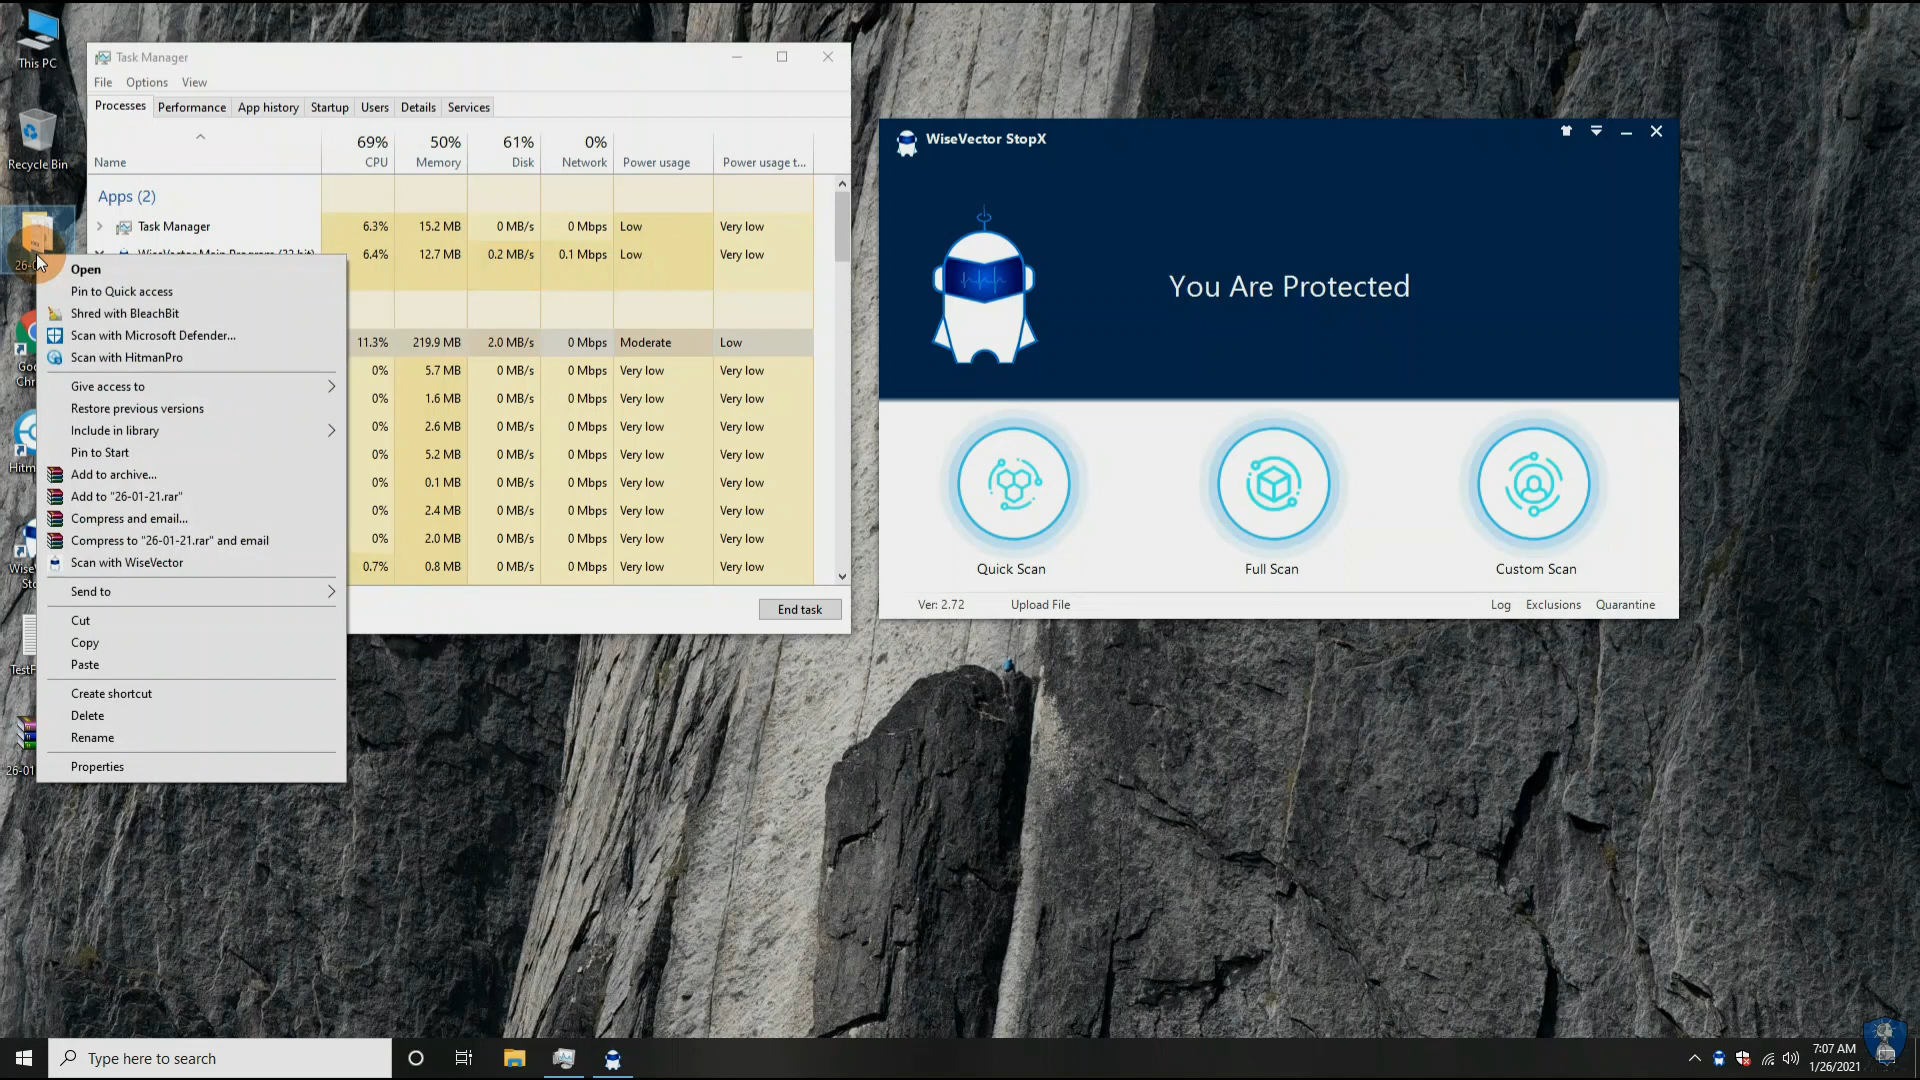 This PC
Recycle Bin
Task Manager
File Options View
Processes Performance App history Startup Users Details Services
69% 50% 61% 0%
Name CPU Memory Disk Network Power usage Power usage t...
Apps (2)
Task Manager 6.3% 15.2 MB 0 MB/s 0 Mbps Low Very low
WiseVector Main Program (32 bit) 6.4% 12.7 MB 0.2 MB/s 0.1 Mbps Low Very low
11.3% 219.9 MB 2.0 MB/s 0 Mbps Moderate Low
0% 5.7 MB 0 MB/s 0 Mbps Very low Very low
0% 1.6 MB 0 MB/s 0 Mbps Very low Very low
0% 2.6 MB 0 MB/s 0 Mbps Very low Very low
0% 5.2 MB 0 MB/s 0 Mbps Very low Very low
0% 0.1 MB 0 MB/s 0 Mbps Very low Very low
0% 2.4 MB 0 MB/s 0 Mbps Very low Very low
0% 2.0 MB 0 MB/s 0 Mbps Very low Very low
0.7% 0.8 MB 0 MB/s 0 Mbps Very low Very low
End task
Open
Pin to Quick access
Shred with BleachBit
Scan with Microsoft Defender...
Scan with HitmanPro
Give access to
Restore previous versions
Include in library
Pin to Start
Add to archive...
Add to "26-01-21.rar"
Compress and email...
Compress to "26-01-21.rar" and email
Scan with WiseVector
Send to
Cut
Copy
Paste
Create shortcut
Delete
Rename
Properties
WiseVector StopX
You Are Protected
Quick Scan Full Scan Custom Scan
Ver: 2.72 Upload File Log Exclusions Quarantine
Type here to search
7:07 AM
1/26/2021